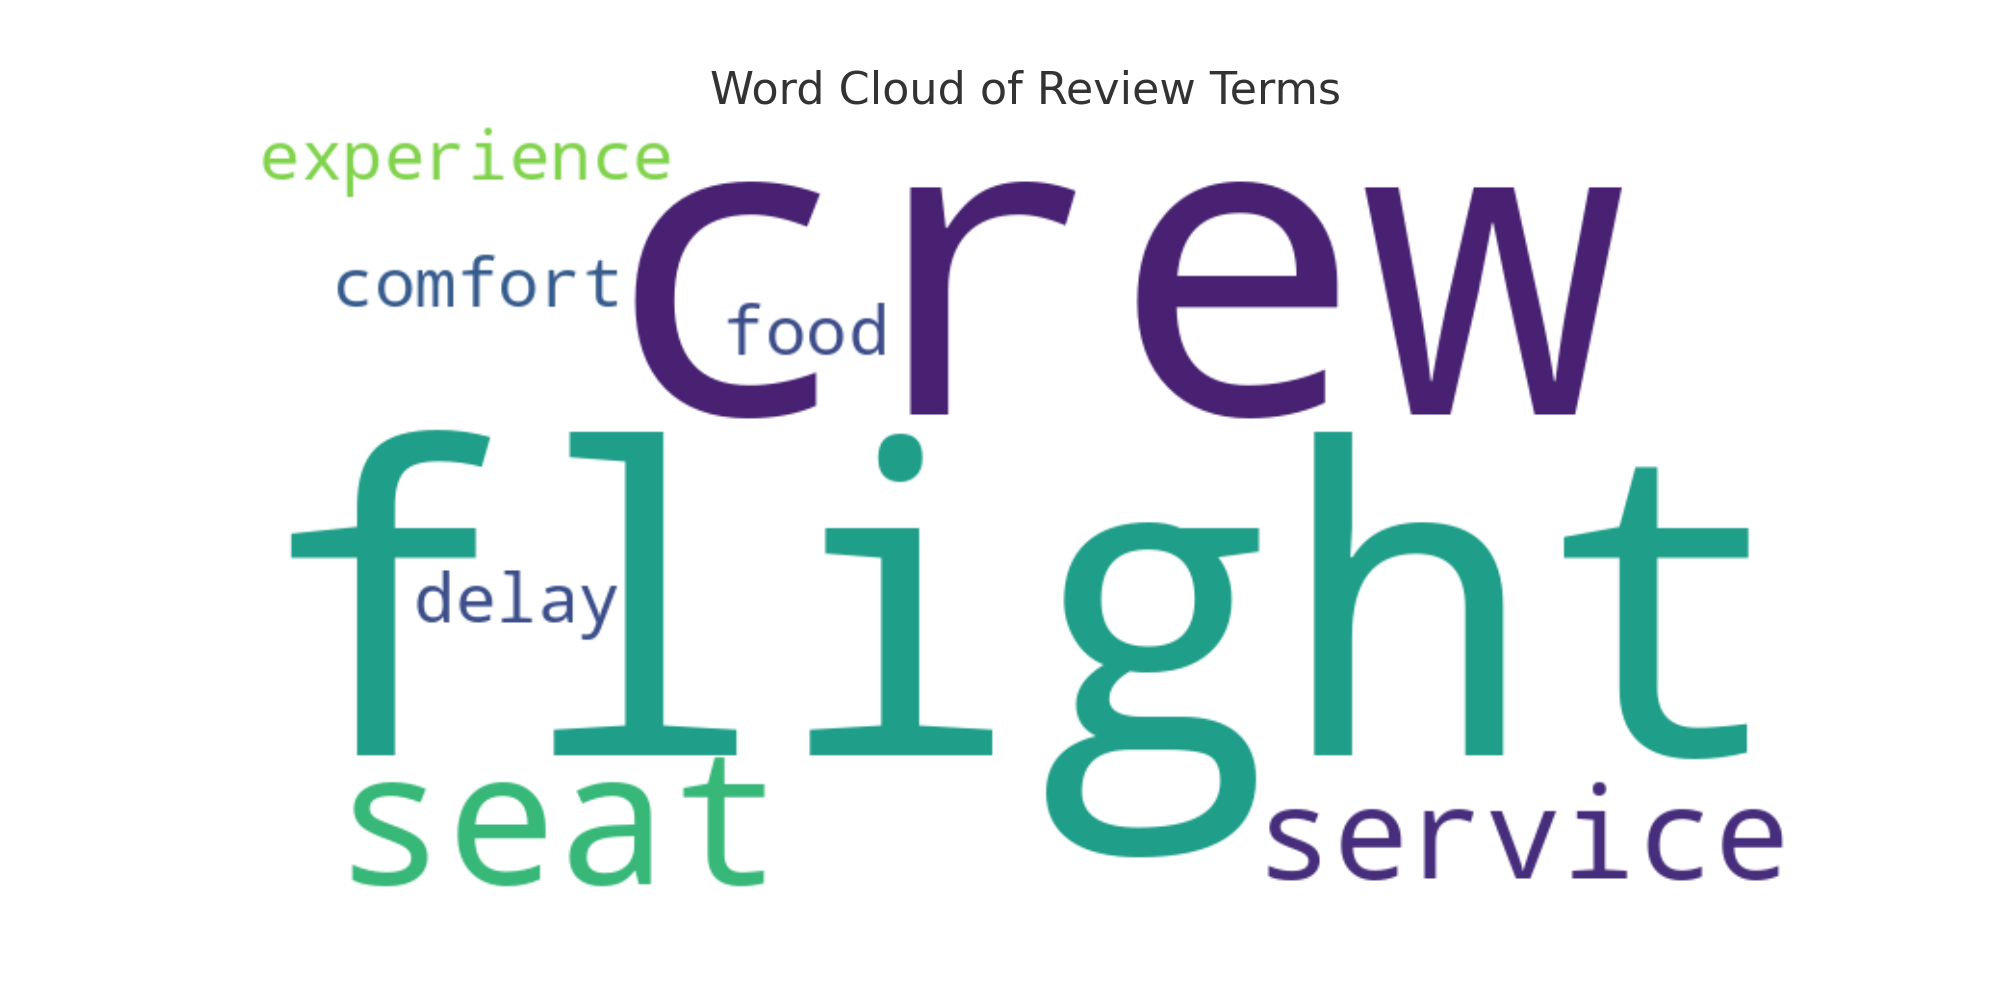 Word Cloud of Review Terms
experience
crew
comfort
food
flight
delay
seat
service